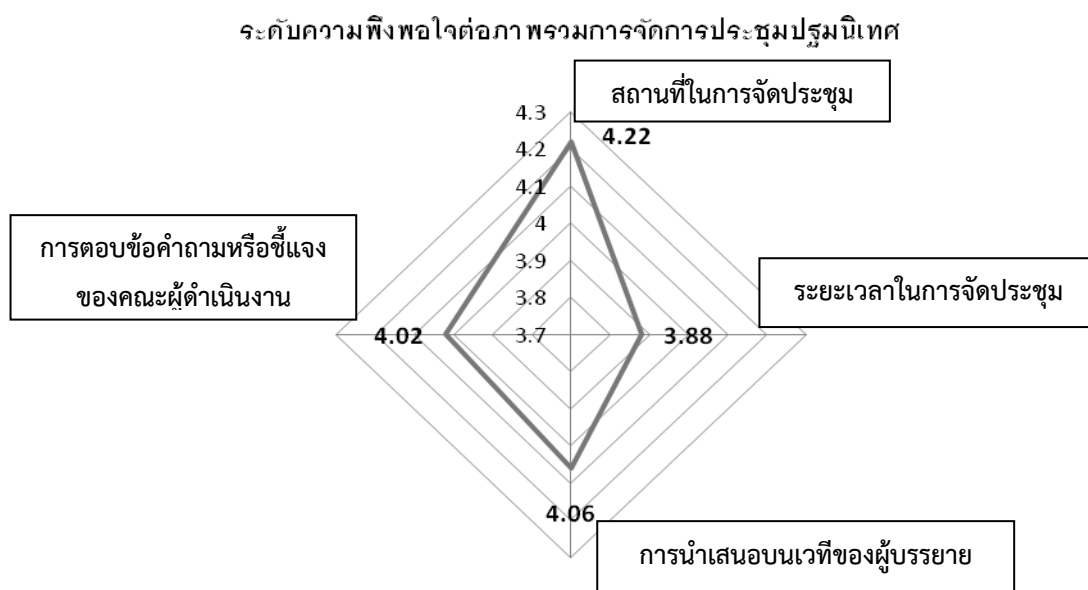 ระดับความพึงพอใจต่อภาพรวมการจัดการประชุมปฐมนิเทศ
สถานที่ในการจัดประชุม
4.3
4.22
4.2
4.1
4
3.9
3.8
3.7
การตอบข้อคำถามหรือชี้แจง
ของคณะผู้ดำเนินงาน
4.02
ระยะเวลาในการจัดประชุม
3.88
4.06
การนำเสนอบนเวทีของผู้บรรยาย